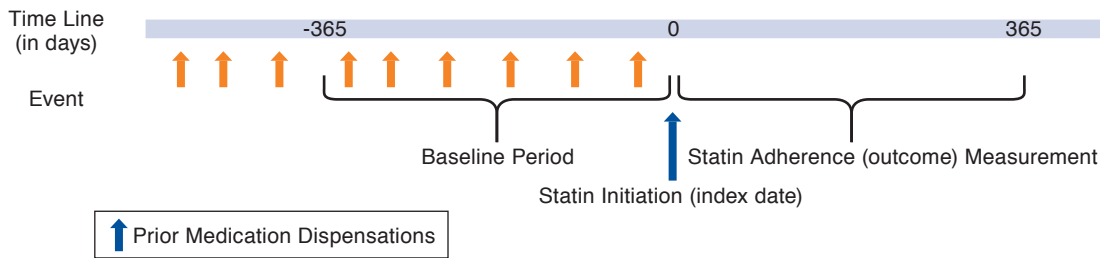 Time Line
(in days)
-365 0 365
Event
Baseline Period
Statin Adherence (outcome) Measurement
Statin Initiation (index date)
Prior Medication Dispensations